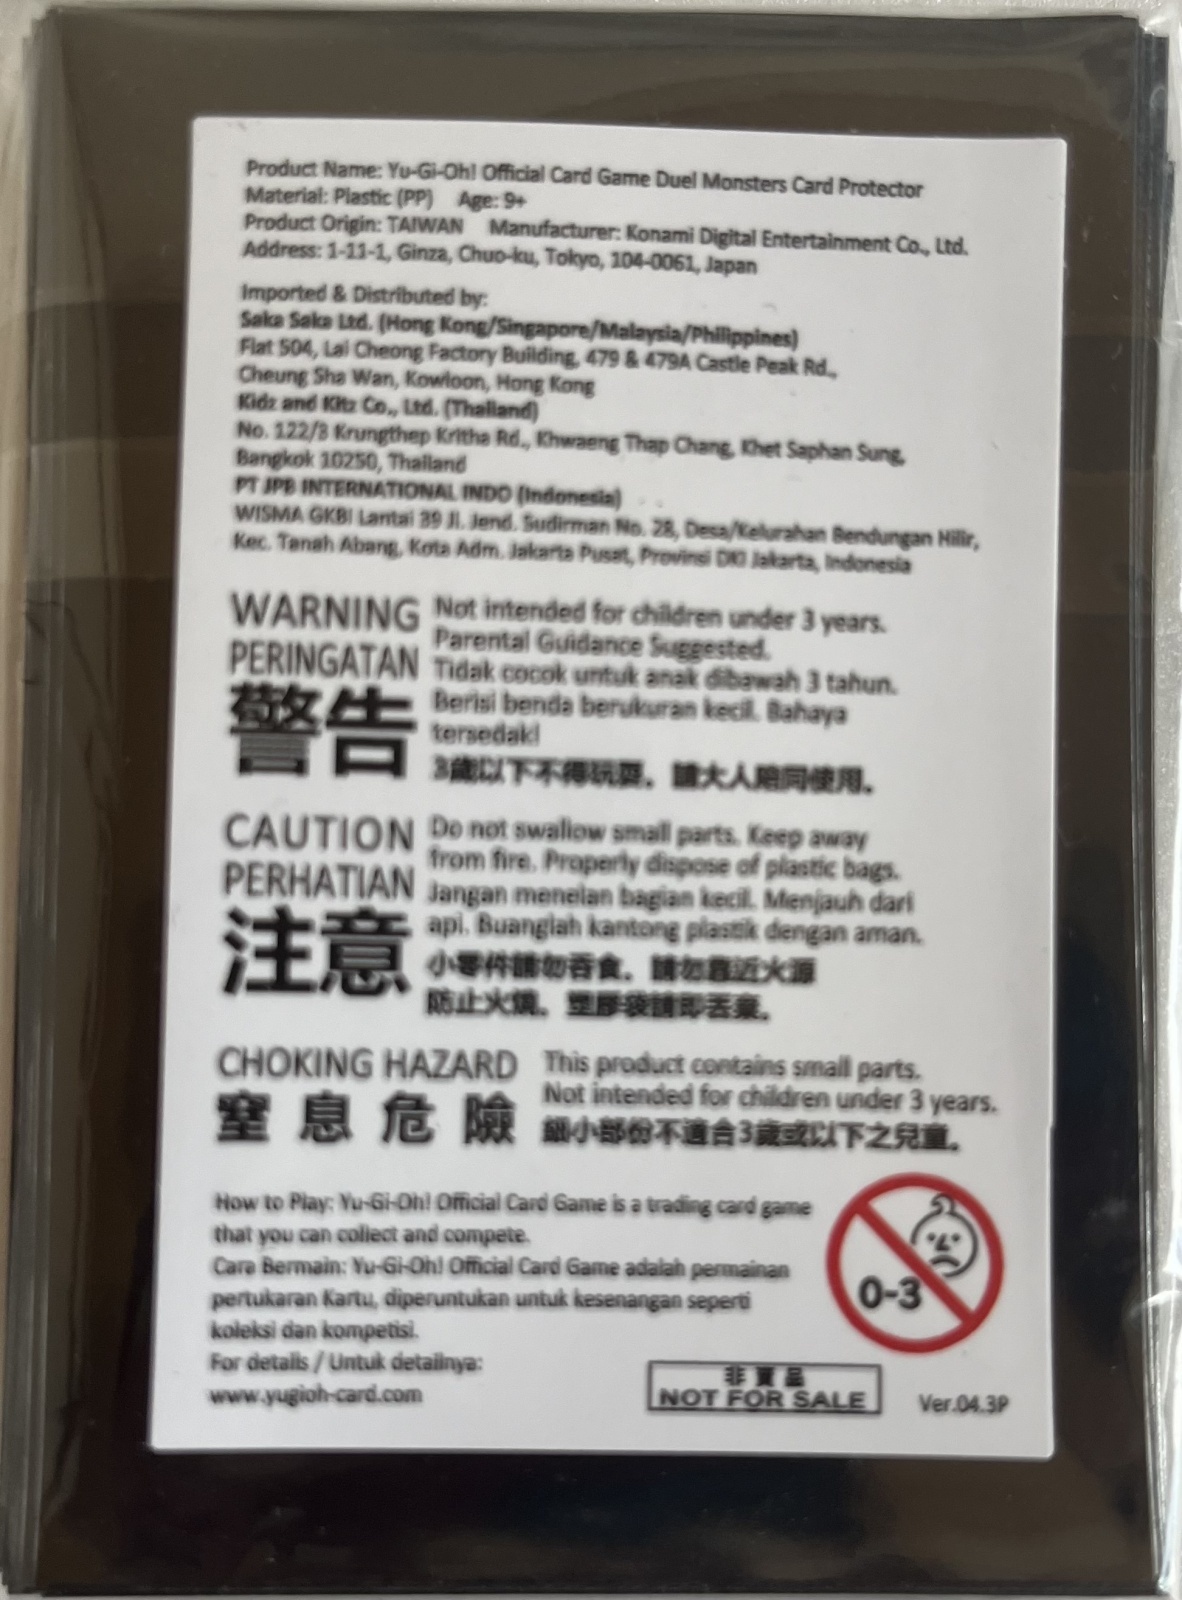 Product Name: Yu-Gi-Oh! Official Card Game Duel Monsters Card Protector
Material: Plastic (PP) Age: 9+
Product Origin: TAIWAN Manufacturer: Konami Digital Entertainment Co., Ltd.
Address: 1-11-1, Ginza, Chuo-ku, Tokyo, 104-0061, Japan
Imported & Distributed by:
Saka Saka Ltd. (Hong Kong/Singapore/Malaysia/Philippines)
Flat 504, Lai Cheong Factory Building, 479 & 479A Castle Peak Rd.,
Cheung Sha Wan, Kowloon, Hong Kong
Kidz and Kitz Co., Ltd. (Thailand)
No. 122/3 Krungthep Kritha Rd., Khwaeng Thap Chang, Khet Saphan Sung,
Bangkok 10250, Thailand
PT JPB INTERNATIONAL INDO (Indonesia)
WISMA GKBI Lantai 39 Jl. Jend. Sudirman No. 28, Desa/Kelurahan Bendungan Hilir,
Kec. Tanah Abang, Kota Adm. Jakarta Pusat, Provinsi DKI Jakarta, Indonesia
WARNING
PERINGATAN
警告
Not intended for children under 3 years.
Parental Guidance Suggested.
Tidak cocok untuk anak dibawah 3 tahun.
Berisi benda berukuran kecil. Bahaya
tersedak!
3歲以下不得玩耍。請大人陪同使用。
CAUTION
PERHATIAN
注意
Do not swallow small parts. Keep away
from fire. Properly dispose of plastic bags.
Jangan menelan bagian kecil. Menjauh dari
api. Buanglah kantong plastik dengan aman.
小零件請勿吞食。請勿靠近火源
防止火燒。塑膠袋請即丟棄。
CHOKING HAZARD
窒息危險
This product contains small parts.
Not intended for children under 3 years.
細小部份不適合3歲或以下之兒童。
How to Play: Yu-Gi-Oh! Official Card Game is a trading card game
that you can collect and compete.
Cara Bermain: Yu-Gi-Oh! Official Card Game adalah permainan
pertukaran Kartu, diperuntukan untuk kesenangan seperti
koleksi dan kompetisi.
For details / Untuk detailnya:
www.yugioh-card.com
0-3
非賣品
NOT FOR SALE
Ver.04.3P